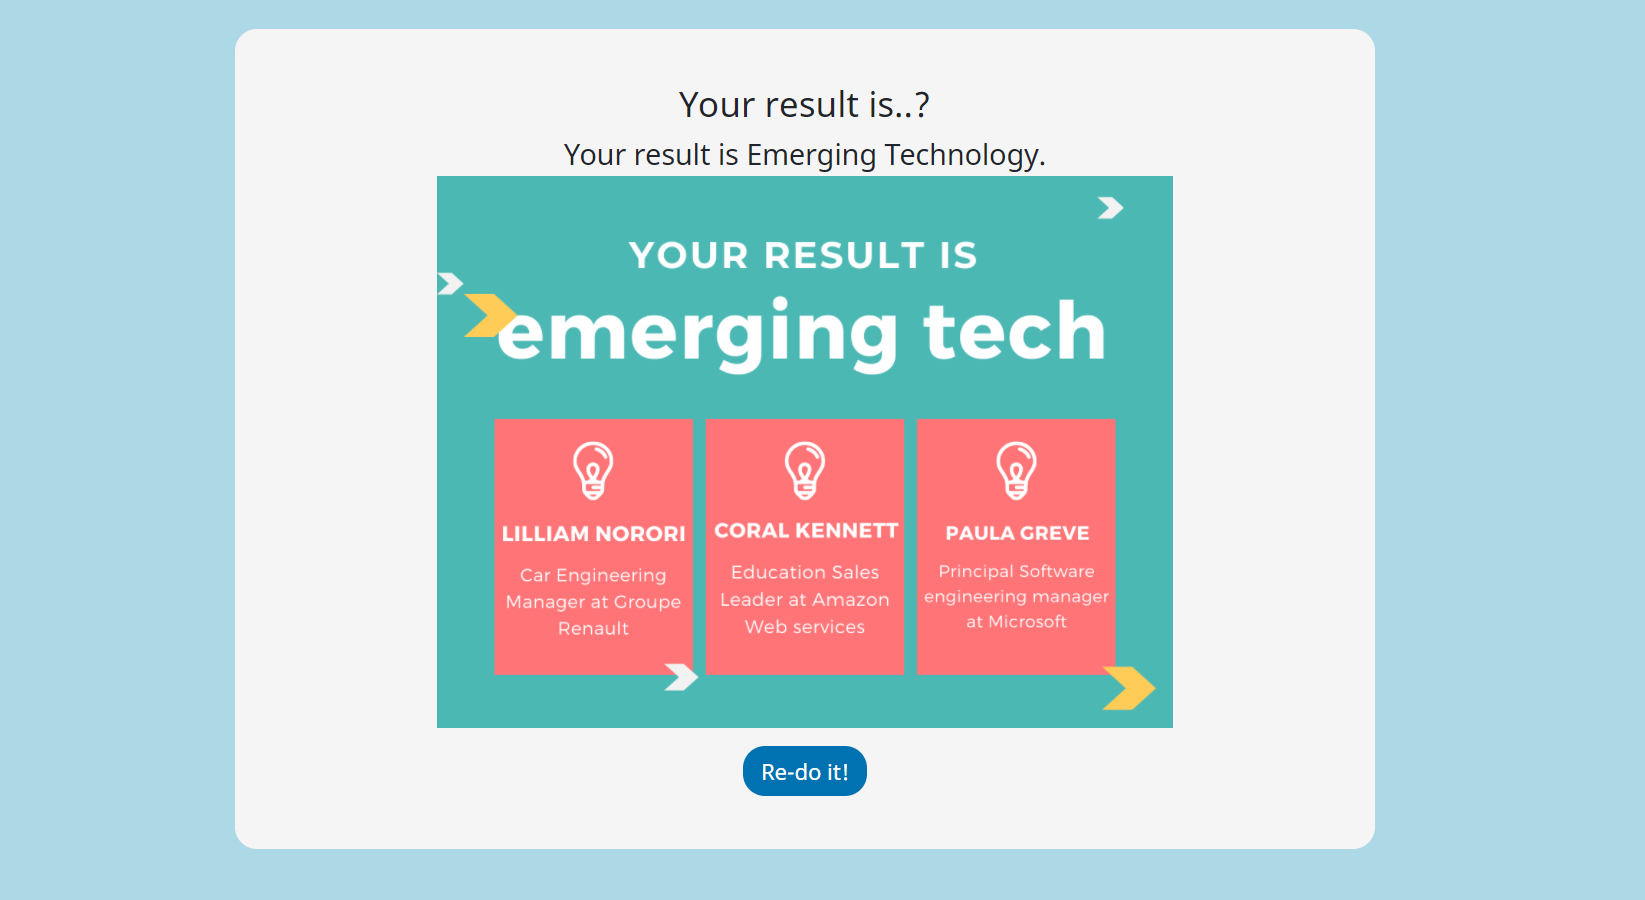 Your result is..?
Your result is Emerging Technology.
YOUR RESULT IS
emerging tech
LILLIAM NORORI
Car Engineering
Manager at Groupe
Renault
CORAL KENNETT
Education Sales
Leader at Amazon
Web services
PAULA GREVE
Principal Software
engineering manager
at Microsoft
Re-do it!